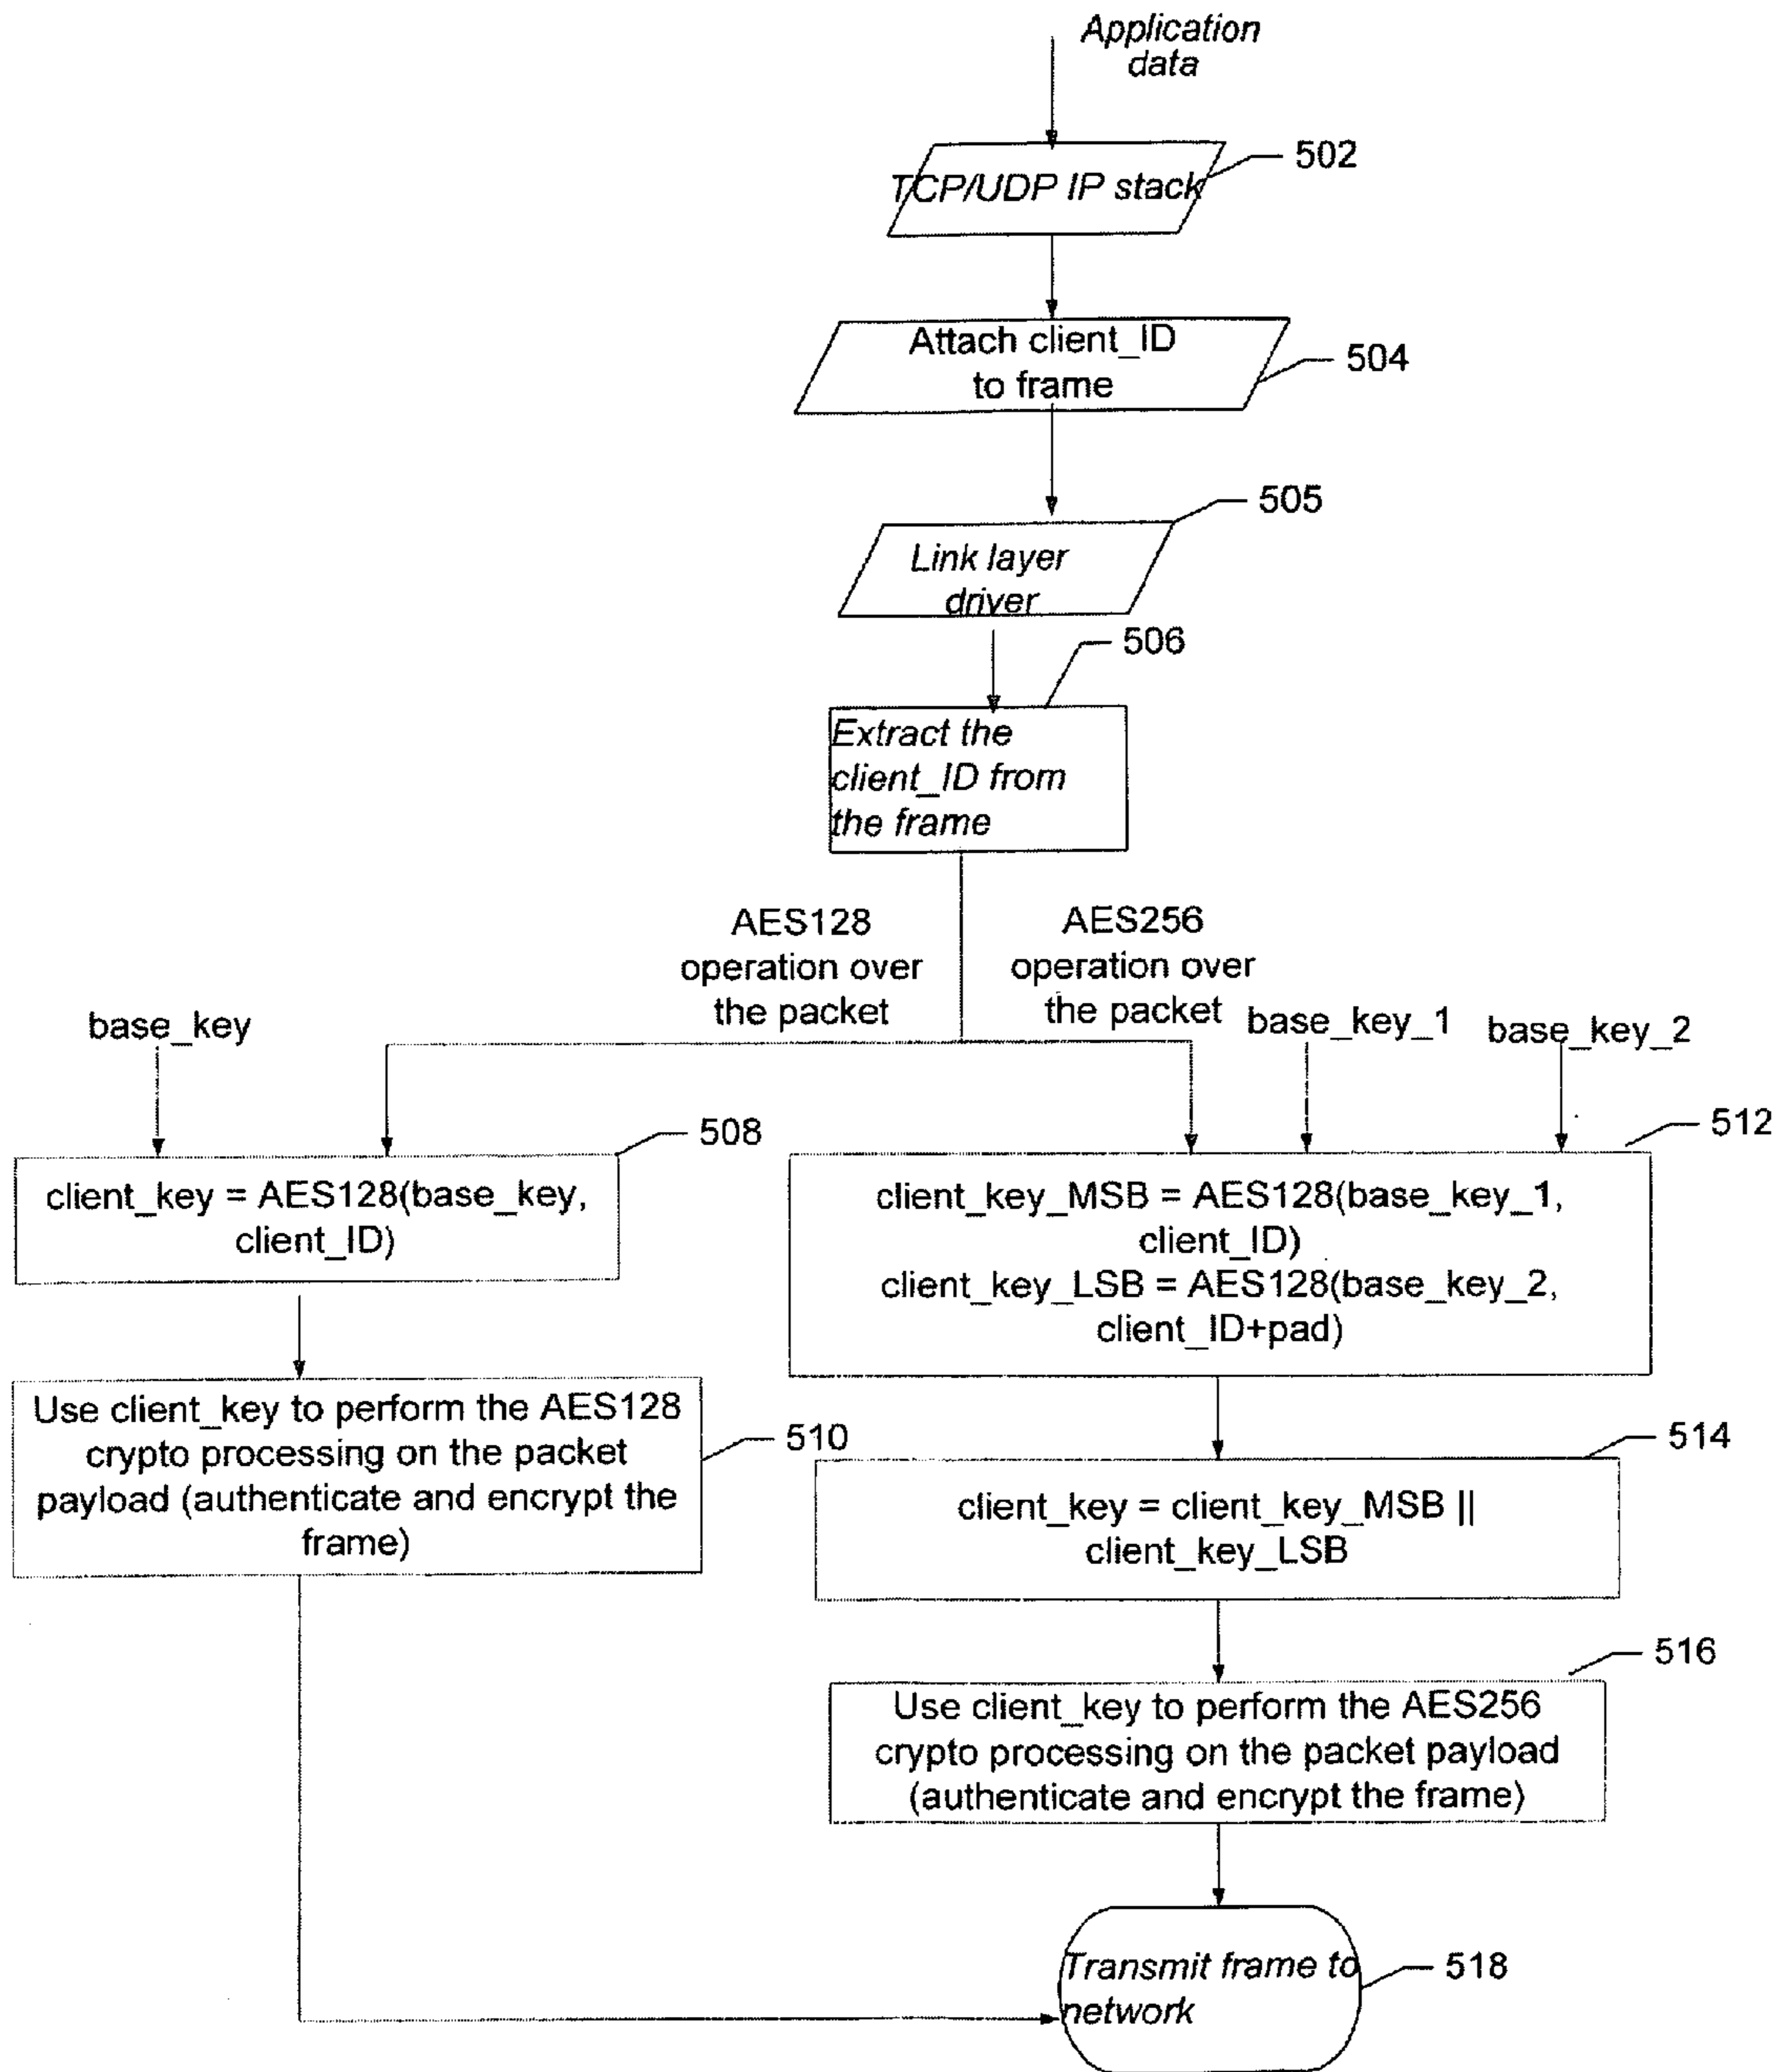 Application
data
502
TCP/UDP IP stack
Attach client_ID
to frame
504
505
Link layer
driver
506
Extract the
client_ID from
the frame
AES128
operation over
the packet
AES256
operation over
the packet
base_key
base_key_1
base_key_2
508
client_key = AES128(base_key,
client_ID)
512
client_key_MSB = AES128(base_key_1,
client_ID)
client_key_LSB = AES128(base_key_2,
client_ID+pad)
Use client_key to perform the AES128
crypto processing on the packet
payload (authenticate and encrypt the
frame)
510
514
client_key = client_key_MSB ||
client_key_LSB
516
Use client_key to perform the AES256
crypto processing on the packet payload
(authenticate and encrypt the frame)
Transmit frame to
network
518